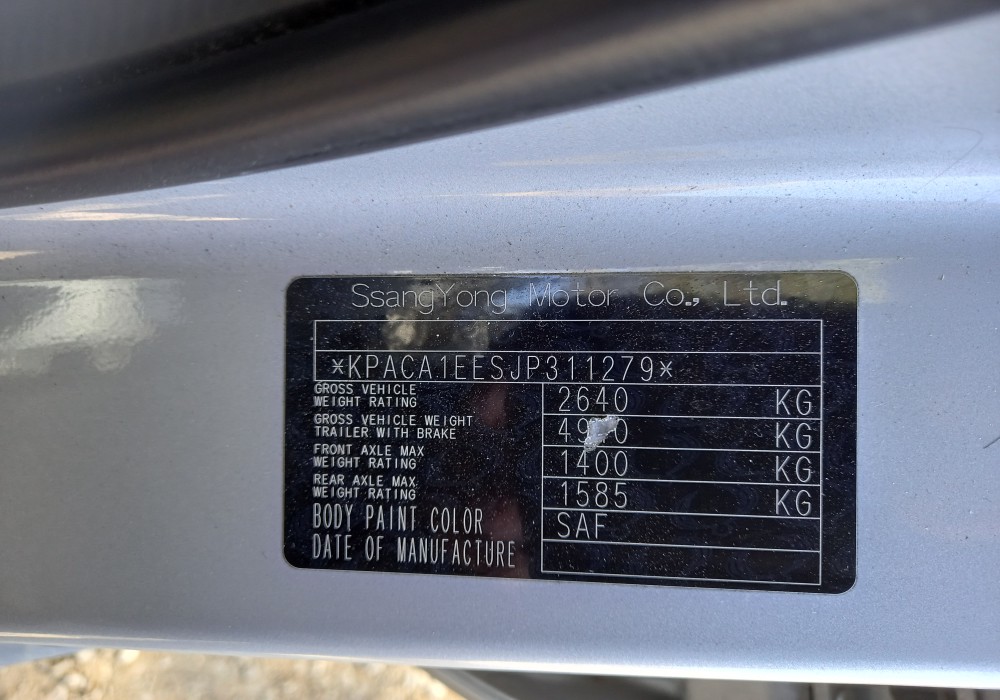 SsangYong Motor Co., Ltd.
*KPACA1EESJP311279*
GROSS VEHICLE
WEIGHT RATING 2640 KG
GROSS VEHICLE WEIGHT
TRAILER WITH BRAKE KG
FRONT AXLE MAX
WEIGHT RATING 1400 KG
REAR AXLE MAX.
WEIGHT RATING 1585 KG
BODY PAINT COLOR SAF
DATE OF MANUFACTURE